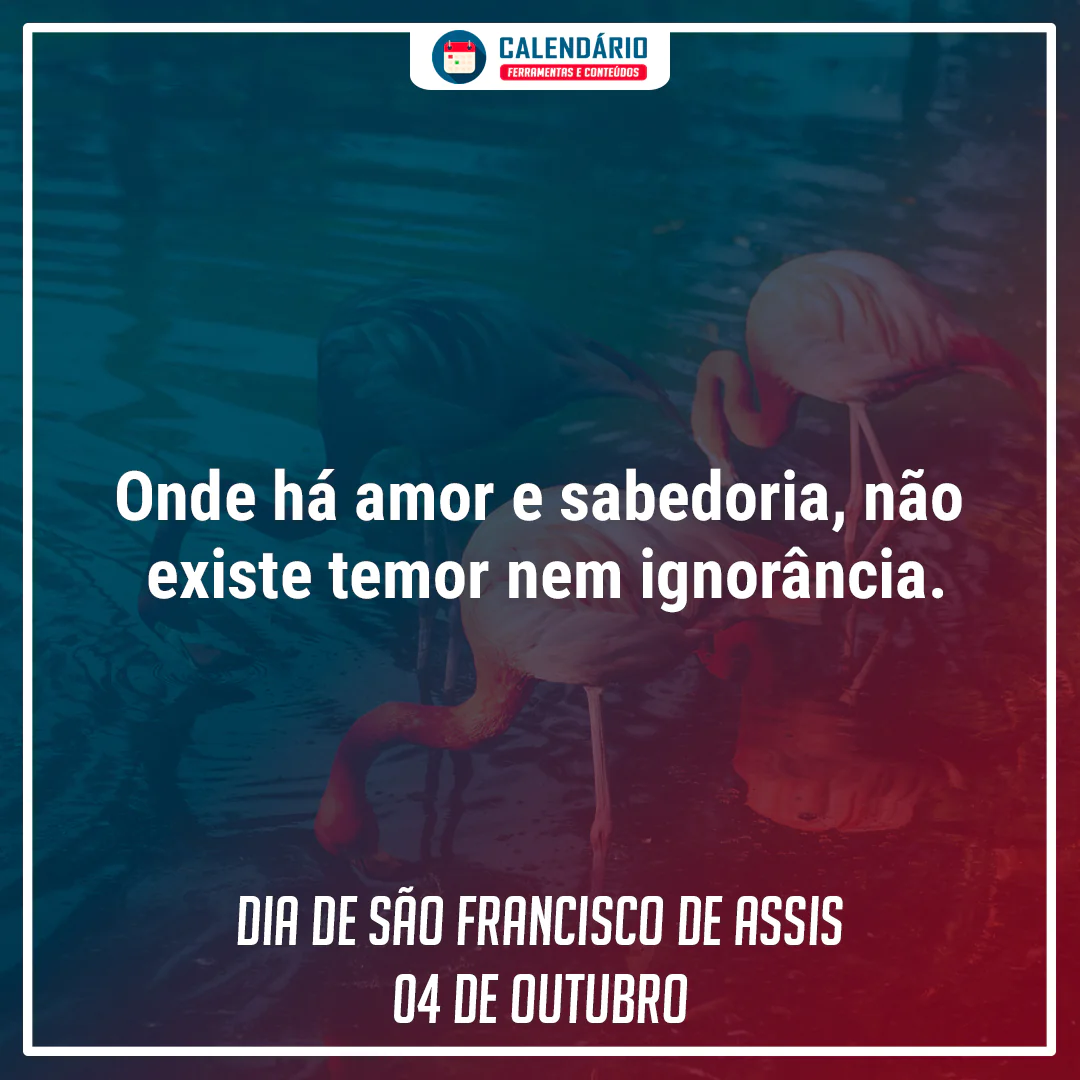 CALENDÁRIO
FERRAMENTAS E CONTEÚDOS
Onde há amor e sabedoria, não
existe temor nem ignorância.
DIA DE SÃO FRANCISCO DE ASSIS
04 DE OUTUBRO